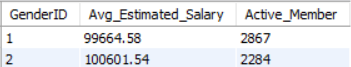 GenderID Avg_Estimated_Salary Active_Member
1 99664.58 2867
2 100601.54 2284